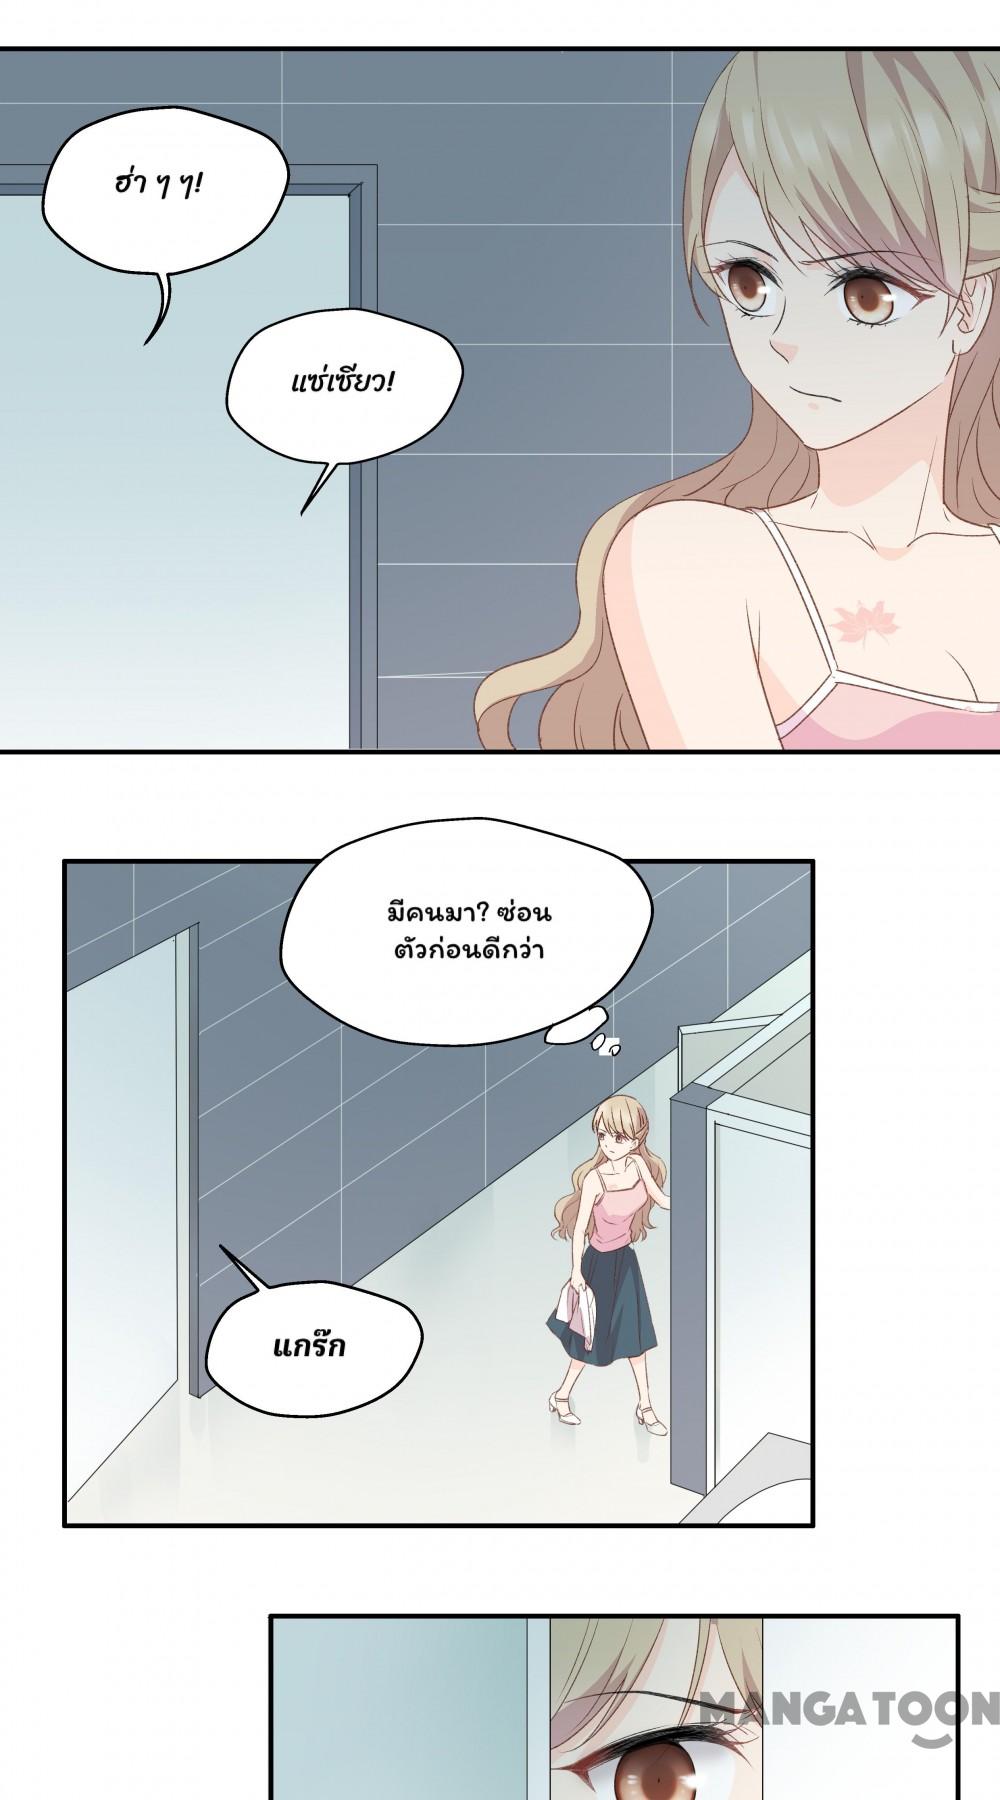 ฮ่า ๆ ๆ!
แซ่เซียว!
มีคนมา? ซ่อน
ตัวก่อนดีกว่า
แกร๊ก
MANGATOON